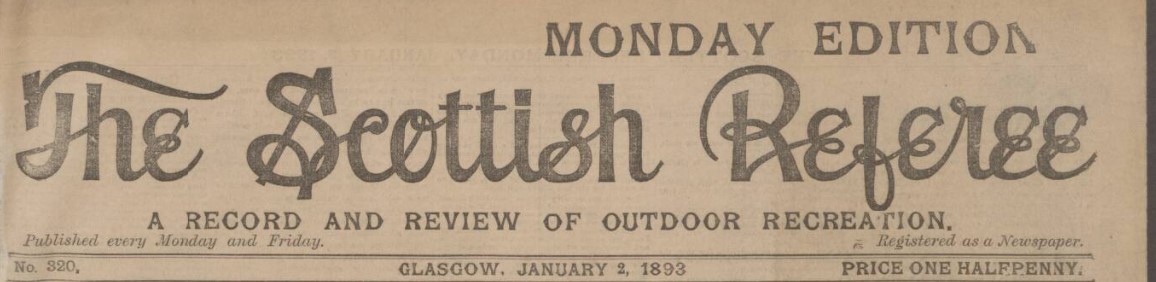 MONDAY EDITION
The Scottish Referee
A RECORD AND REVIEW OF OUTDOOR RECREATION.
Published every Monday and Friday. Registered as a Newspaper.
No. 320. GLASGOW, JANUARY 2, 1893 PRICE ONE HALFPENNY.